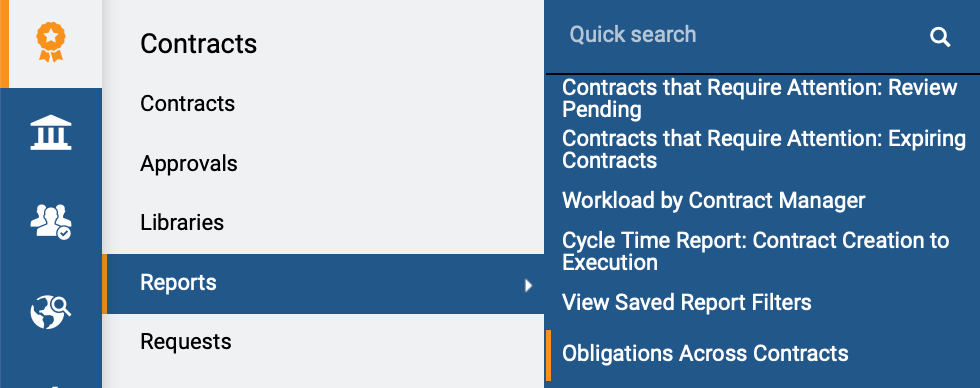 Contracts
Contracts
Approvals
Libraries
Reports
Requests
Quick search
Contracts that Require Attention: Review
Pending
Contracts that Require Attention: Expiring
Contracts
Workload by Contract Manager
Cycle Time Report: Contract Creation to
Execution
View Saved Report Filters
Obligations Across Contracts